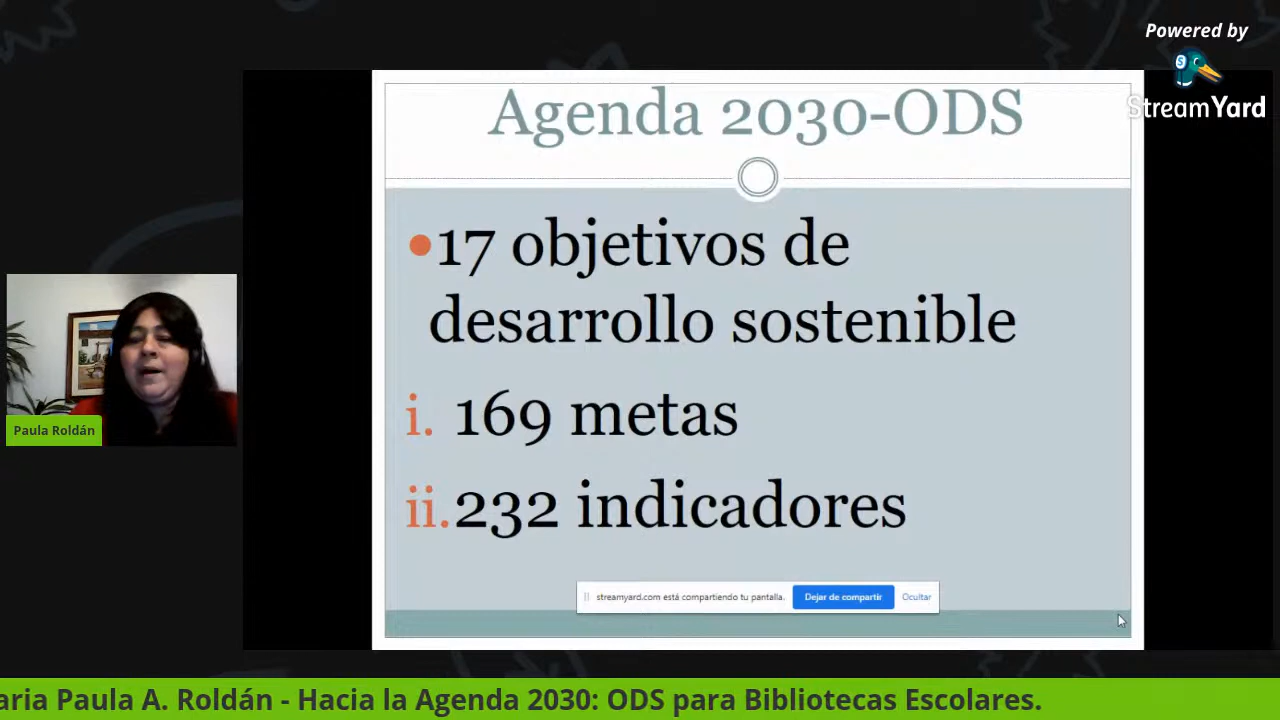 Powered by
StreamYard
Agenda 2030-ODS
•17 objetivos de
desarrollo sostenible
i. 169 metas
ii.232 indicadores
Paula Roldán
streamyard.com está compartiendo tu pantalla.
Dejar de compartir
Ocultar
aria Paula A. Roldán - Hacia la Agenda 2030: ODS para Bibliotecas Escolares.